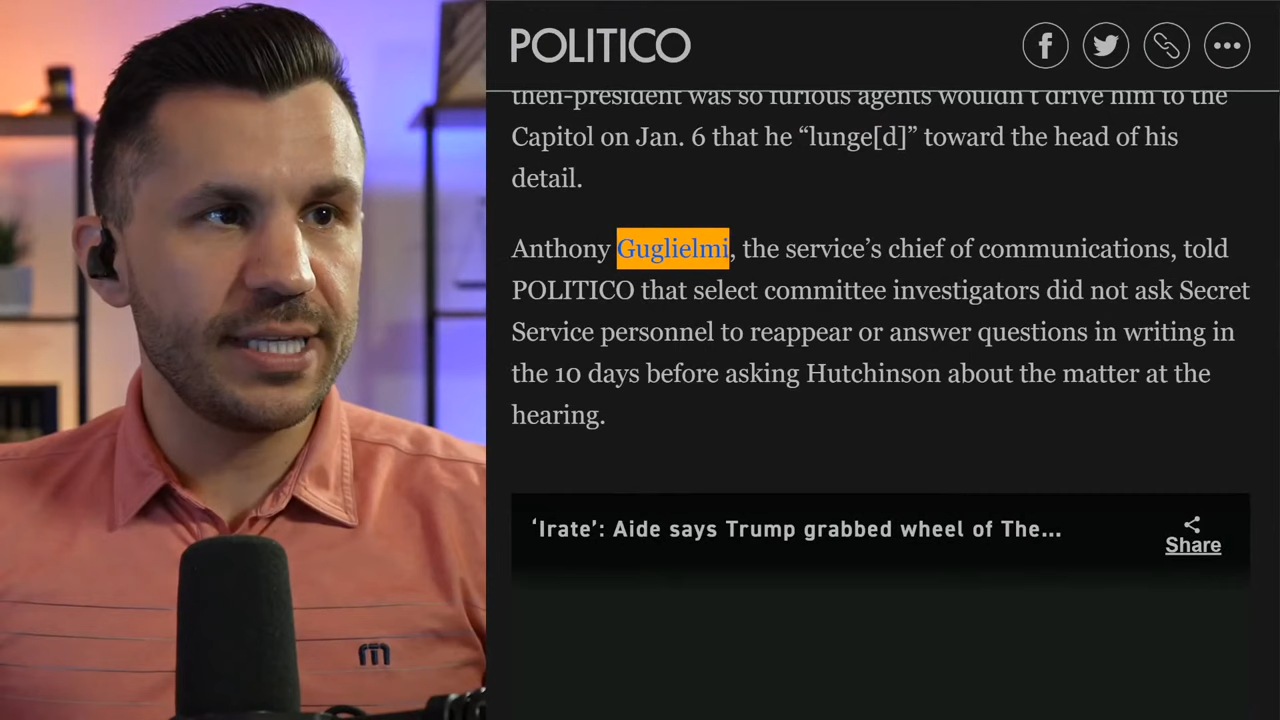 POLITICO
then-president was so furious agents wouldn't drive him to the
Capitol on Jan. 6 that he “lunge[d]” toward the head of his
detail.
Anthony Guglielmi, the service’s chief of communications, told
POLITICO that select committee investigators did not ask Secret
Service personnel to reappear or answer questions in writing in
the 10 days before asking Hutchinson about the matter at the
hearing.
‘Irate’: Aide says Trump grabbed wheel of The...
Share
m